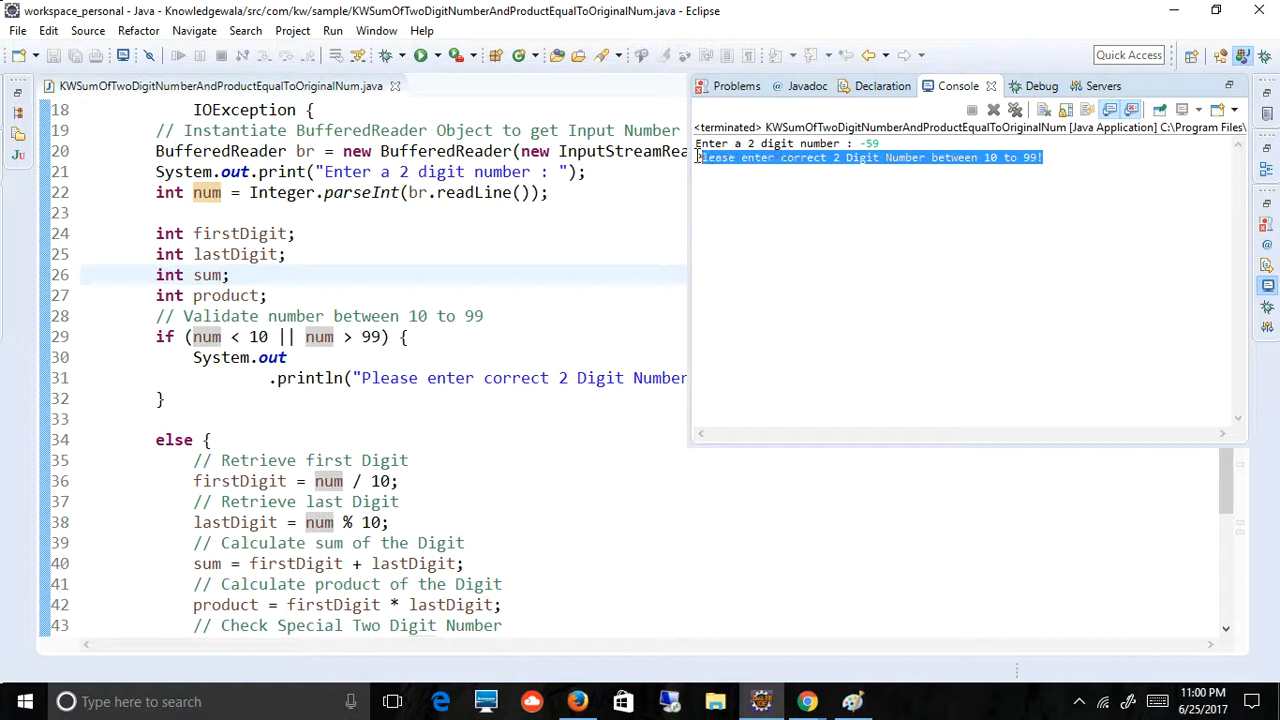 workspace_personal - Java - Knowledgewala/src/com/kw/sample/KWSumOfTwoDigitNumberAndProductEqualToOriginalNum.java - Eclipse
File Edit Source Refactor Navigate Search Project Run Window Help
Quick Access
KWSumOfTwoDigitNumberAndProductEqualToOriginalNum.java
18 IOException {
19 // Instantiate BufferedReader Object to get Input Number
20 BufferedReader br = new BufferedReader(new InputStreamRea
21 System.out.print("Enter a 2 digit number : ");
22 int num = Integer.parseInt(br.readLine());
23
24 int firstDigit;
25 int lastDigit;
26 int sum;
27 int product;
28 // Validate number between 10 to 99
29 if (num < 10 || num > 99) {
30 System.out
31 .println("Please enter correct 2 Digit Number
32 }
33
34 else {
35 // Retrieve first Digit
36 firstDigit = num / 10;
37 // Retrieve last Digit
38 lastDigit = num % 10;
39 // Calculate sum of the Digit
40 sum = firstDigit + lastDigit;
41 // Calculate product of the Digit
42 product = firstDigit * lastDigit;
43 // Check Special Two Digit Number
Problems Javadoc Declaration Console Debug Servers
<terminated> KWSumOfTwoDigitNumberAndProductEqualToOriginalNum [Java Application] C:\Program Files\
Enter a 2 digit number : -59
Please enter correct 2 Digit Number between 10 to 99!
Type here to search
11:00 PM
6/25/2017